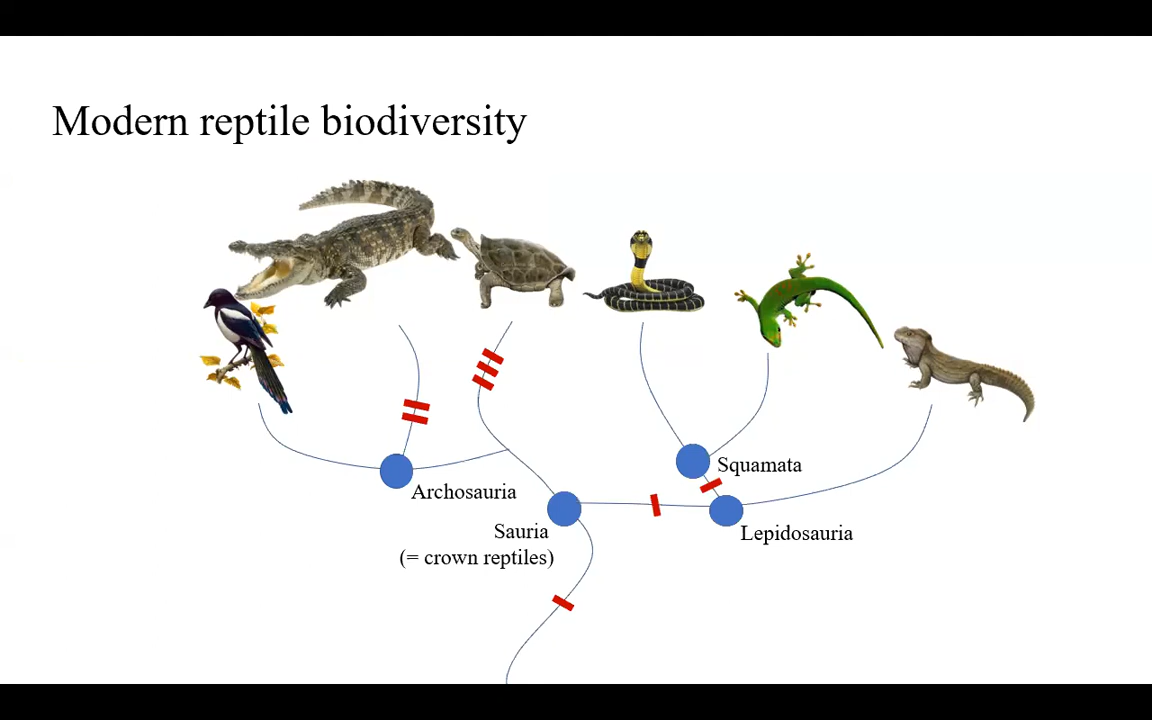 Modern reptile biodiversity
Squamata
Archosauria
Sauria
(= crown reptiles)
Lepidosauria